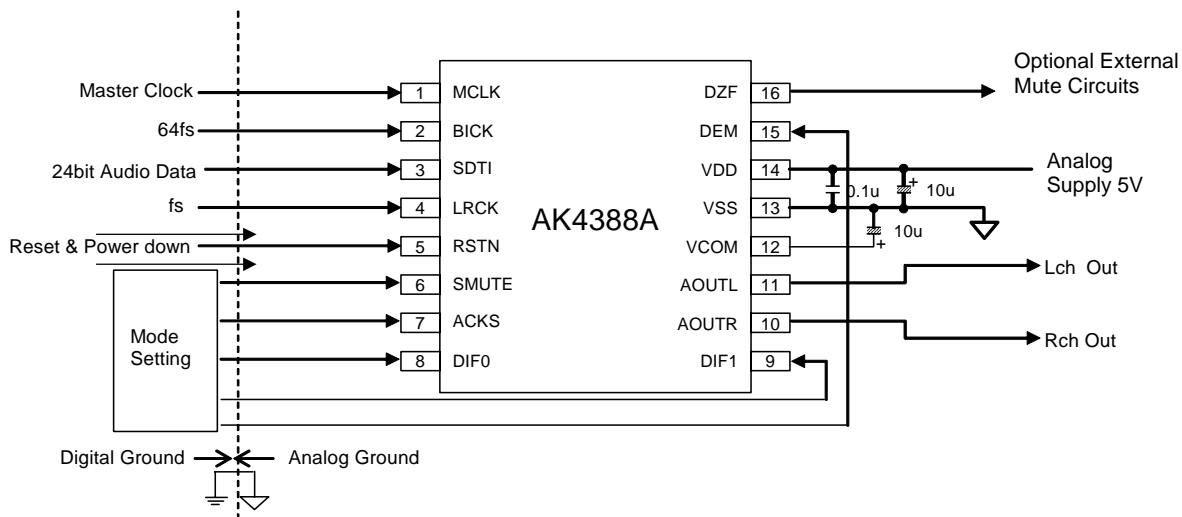 Master Clock
64fs
24bit Audio Data
fs
Reset & Power down
Mode
Setting
1
2
3
4
5
6
7
8
MCLK
BICK
SDTI
LRCK
RSTN
SMUTE
ACKS
DIF0
AK4388A
DZF
DEM
VDD
VSS
VCOM
AOUTL
AOUTR
DIF1
16
15
14
13
12
11
10
9
0.1u
+
10u
10u
+
Optional External
Mute Circuits
Analog
Supply 5V
Lch Out
Rch Out
Digital Ground
Analog Ground